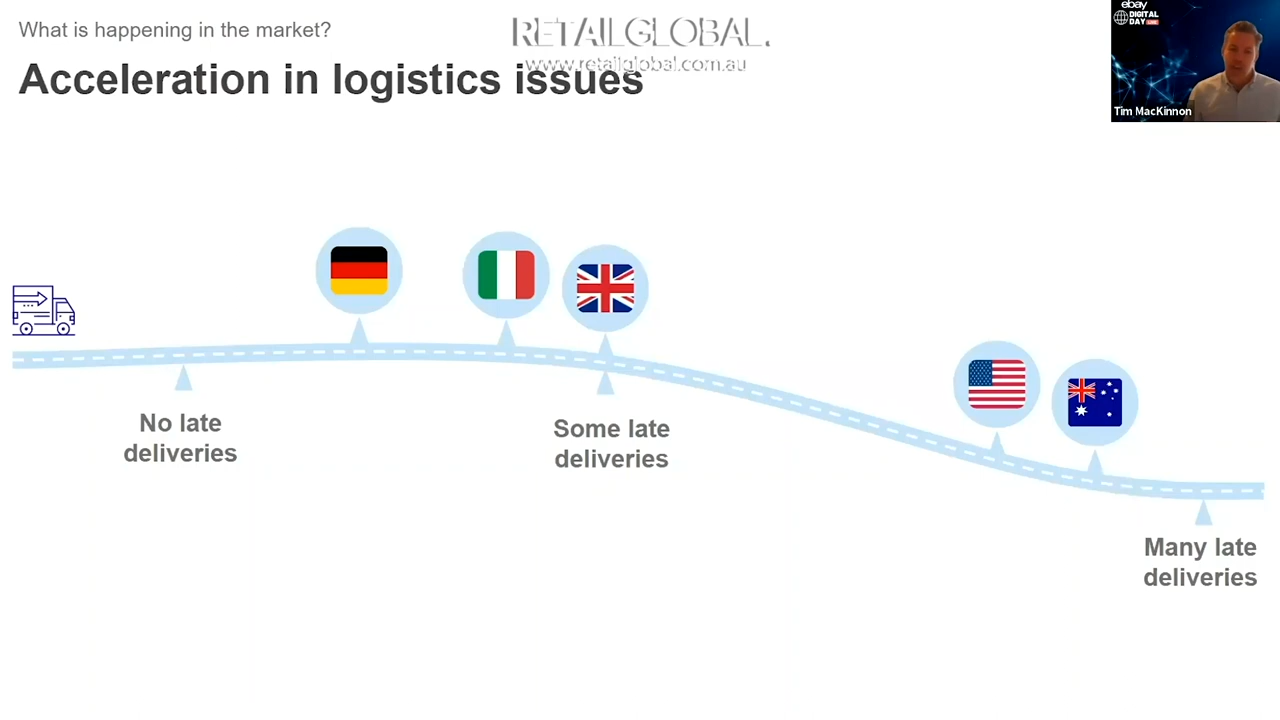 What is happening in the market?
RETAILGLOBAL.
www.retailglobal.com.au
Acceleration in logistics issues
ebay
DIGITAL
DAY LIVE
Tim MacKinnon
No late
deliveries
Some late
deliveries
Many late
deliveries